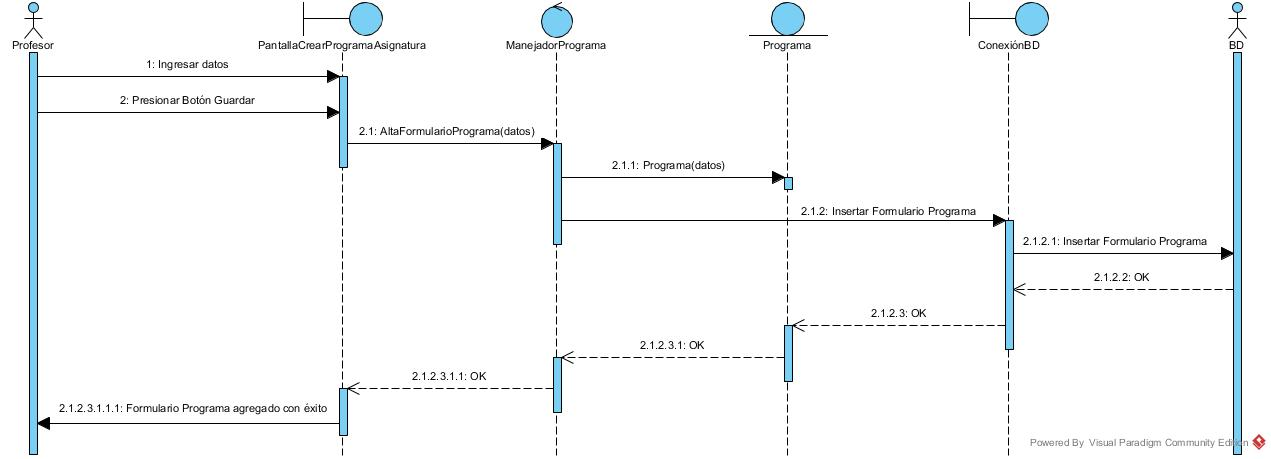 Profesor
PantallaCrearProgramaAsignatura
ManejadorPrograma
Programa
ConexiónBD
BD
1: Ingresar datos
2: Presionar Botón Guardar
2.1: AltaFormularioPrograma(datos)
2.1.1: Programa(datos)
2.1.2: Insertar Formulario Programa
2.1.2.1: Insertar Formulario Programa
2.1.2.2: OK
2.1.2.3: OK
2.1.2.3.1: OK
2.1.2.3.1.1: OK
2.1.2.3.1.1.1: Formulario Programa agregado con éxito
Powered By Visual Paradigm Community Edition